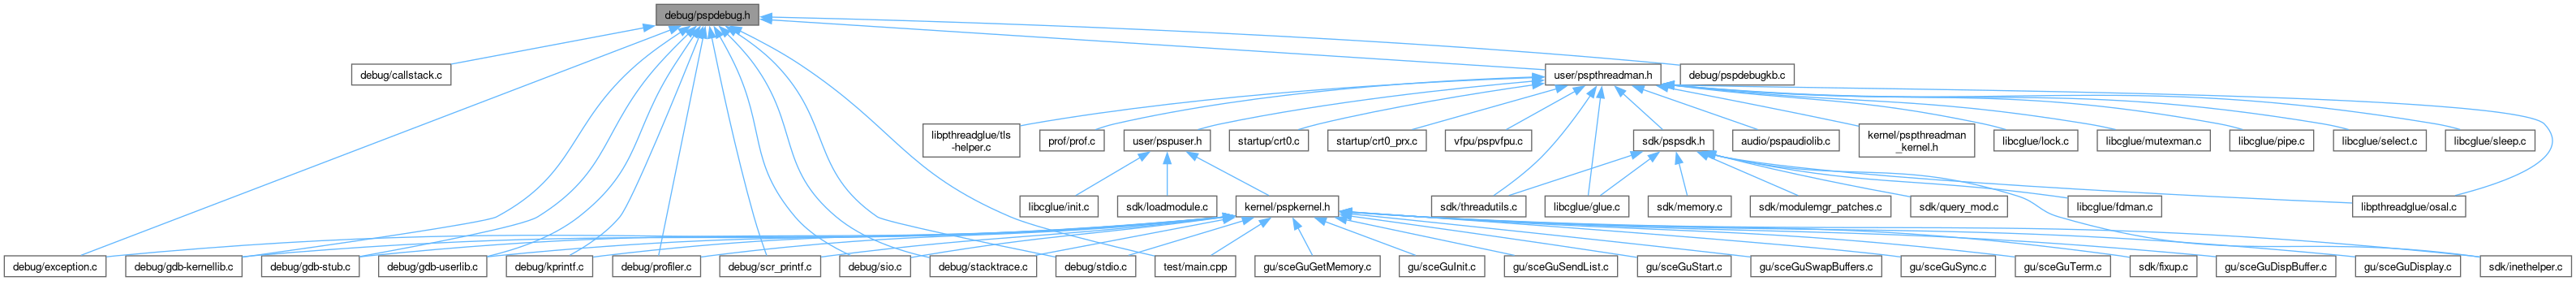 debug/pspdebug.h
debug/callstack.c
user/pspthreadman.h
debug/pspdebugkb.c
libpthreadglue/tls
-helper.c
prof/prof.c
user/pspuser.h
startup/crt0.c
startup/crt0_prx.c
vfpu/pspvfpu.c
sdk/pspsdk.h
audio/pspaudiolib.c
kernel/pspthreadman
_kernel.h
libcglue/lock.c
libcglue/mutexman.c
libcglue/pipe.c
libcglue/select.c
libcglue/sleep.c
libcglue/init.c
sdk/loadmodule.c
kernel/pspkernel.h
sdk/threadutils.c
libcglue/glue.c
sdk/memory.c
sdk/modulemgr_patches.c
sdk/query_mod.c
libcglue/fdman.c
libpthreadglue/osal.c
debug/exception.c
debug/gdb-kernellib.c
debug/gdb-stub.c
debug/gdb-userlib.c
debug/kprintf.c
debug/profiler.c
debug/scr_printf.c
debug/sio.c
debug/stacktrace.c
debug/stdio.c
test/main.cpp
gu/sceGuGetMemory.c
gu/sceGuInit.c
gu/sceGuSendList.c
gu/sceGuStart.c
gu/sceGuSwapBuffers.c
gu/sceGuSync.c
gu/sceGuTerm.c
sdk/fixup.c
gu/sceGuDispBuffer.c
gu/sceGuDisplay.c
sdk/inethelper.c